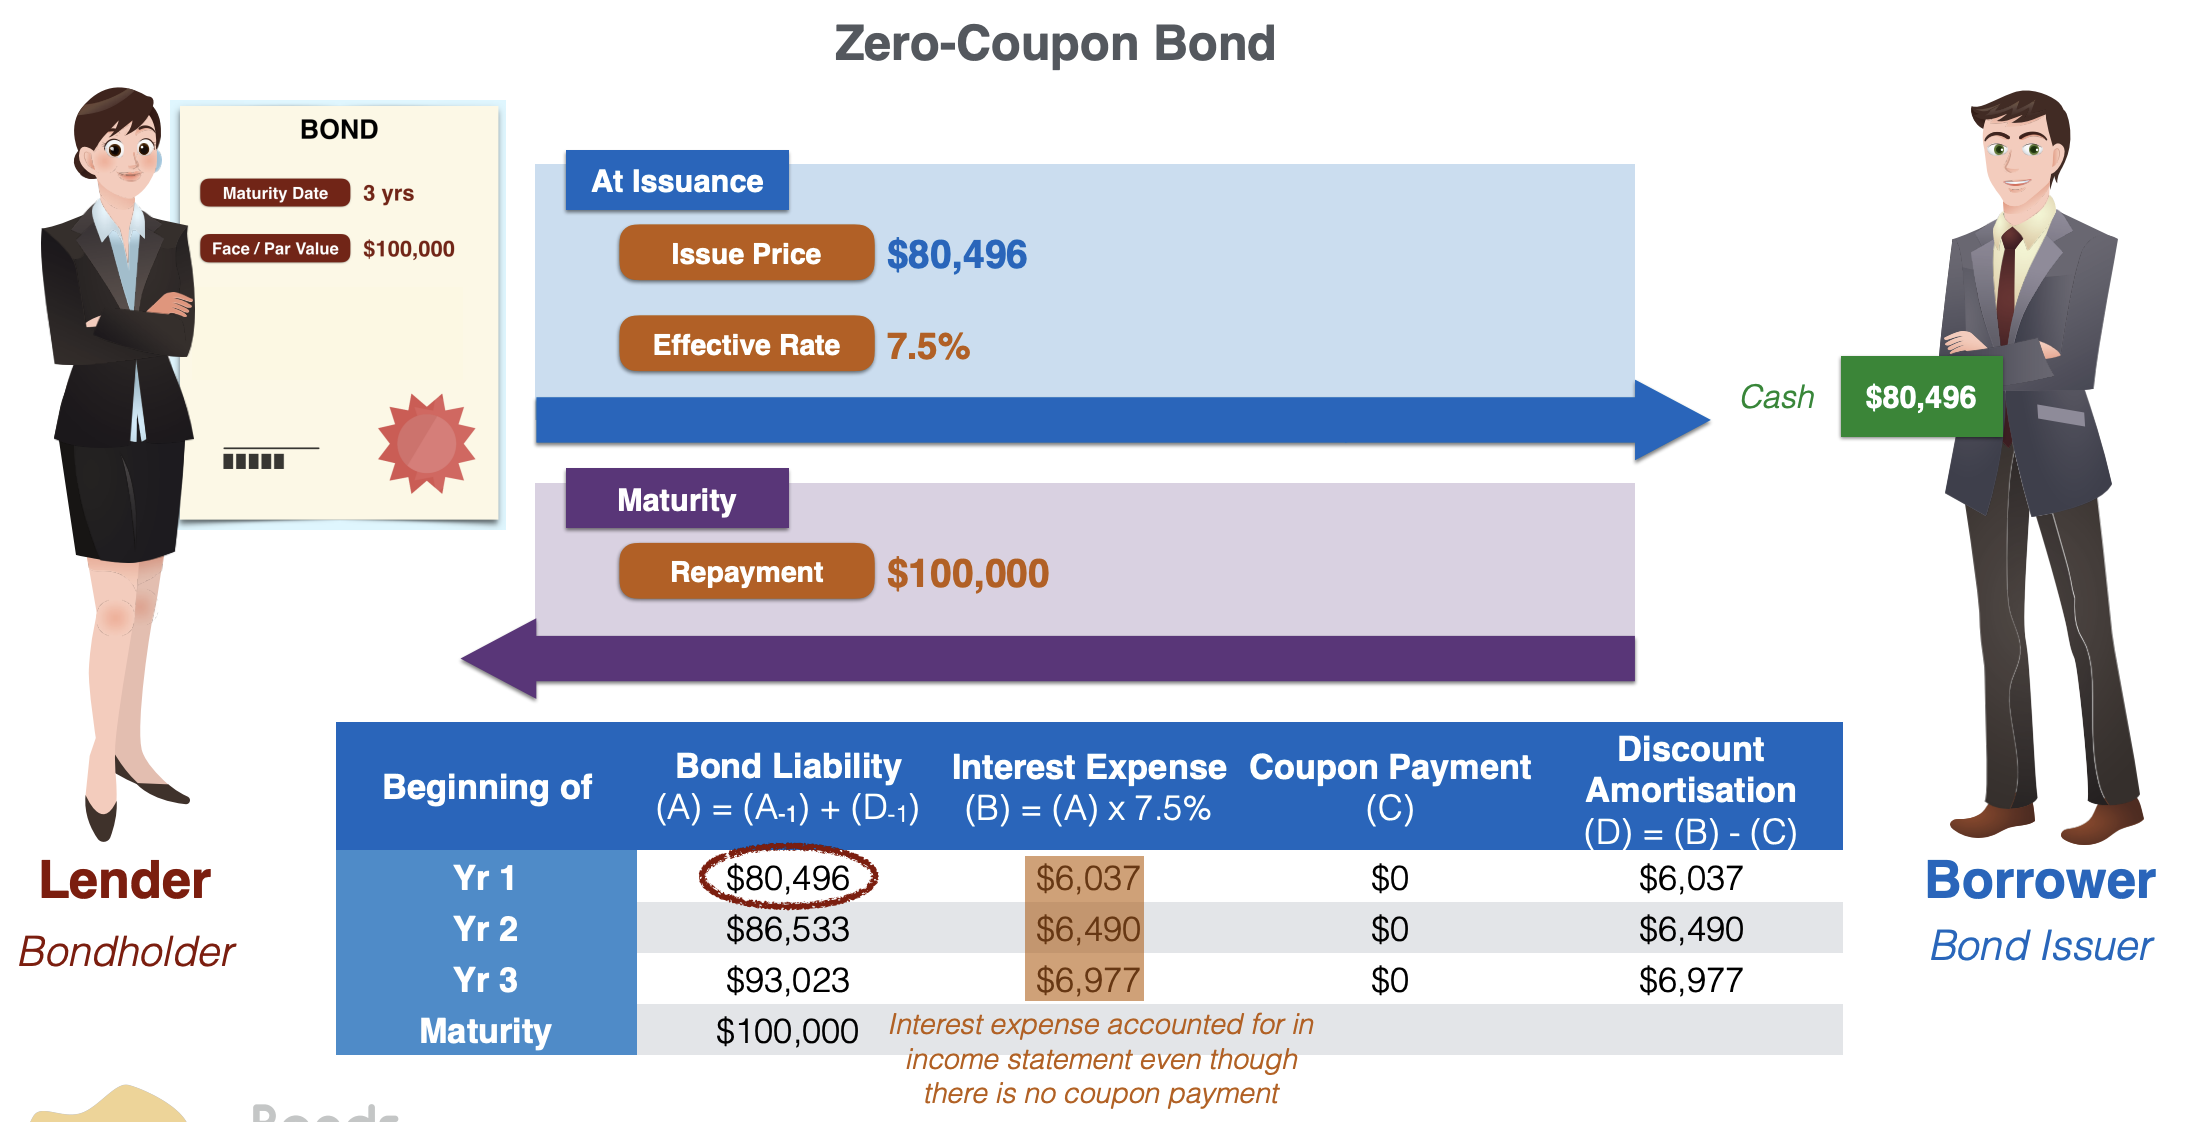 Zero-Coupon Bond
BOND
Maturity Date 3 yrs
Face / Par Value $100,000
At Issuance
Issue Price $80,496
Effective Rate 7.5%
Cash $80,496
Maturity
Repayment $100,000
Lender
Bondholder
Borrower
Bond Issuer
Beginning of
Bond Liability
(A) = (A-1) + (D-1)
Interest Expense
(B) = (A) x 7.5%
Coupon Payment
(C)
Discount
Amortisation
(D) = (B) - (C)
Yr 1 $80,496 $6,037 $0 $6,037
Yr 2 $86,533 $6,490 $0 $6,490
Yr 3 $93,023 $6,977 $0 $6,977
Maturity $100,000
Interest expense accounted for in
income statement even though
there is no coupon payment